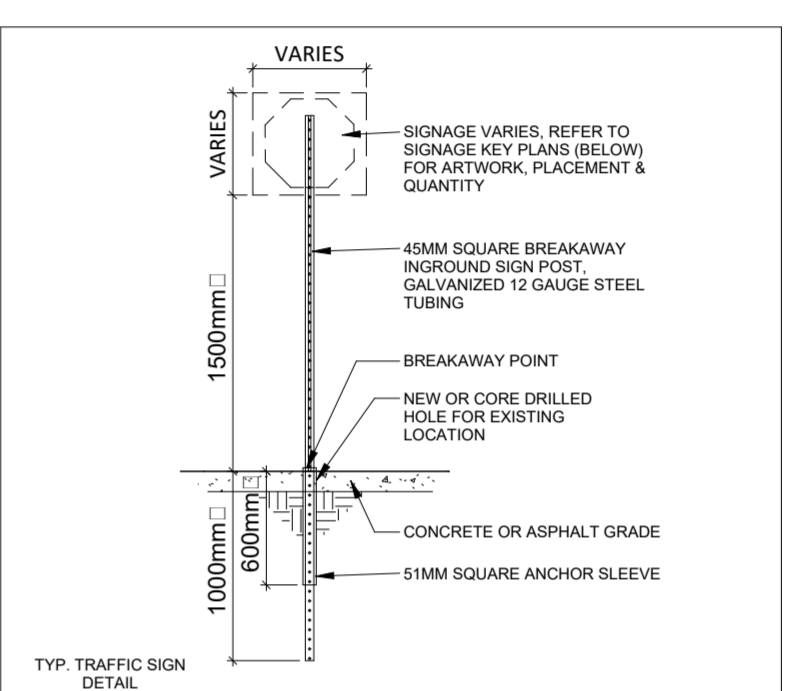 VARIES
VARIES
SIGNAGE VARIES, REFER TO
SIGNAGE KEY PLANS (BELOW)
FOR ARTWORK, PLACEMENT &
QUANTITY
45MM SQUARE BREAKAWAY
INGROUND SIGN POST,
GALVANIZED 12 GAUGE STEEL
TUBING
1500mm□
BREAKAWAY POINT
NEW OR CORE DRILLED
HOLE FOR EXISTING
LOCATION
600mm□
1000mm□
CONCRETE OR ASPHALT GRADE
51MM SQUARE ANCHOR SLEEVE
TYP. TRAFFIC SIGN
DETAIL